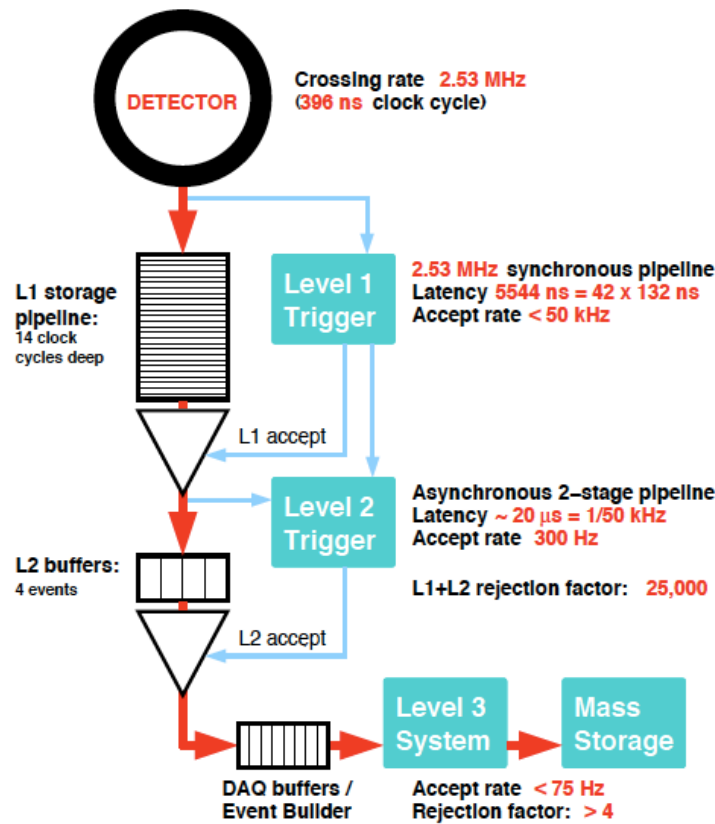 DETECTOR
Crossing rate 2.53 MHz
(396 ns clock cycle)
L1 storage
pipeline:
14 clock
cycles deep
Level 1
Trigger
2.53 MHz synchronous pipeline
Latency 5544 ns = 42 x 132 ns
Accept rate < 50 kHz
L1 accept
Level 2
Trigger
Asynchronous 2–stage pipeline
Latency ~ 20 μs = 1/50 kHz
Accept rate 300 Hz
L2 buffers:
4 events
L1+L2 rejection factor: 25,000
L2 accept
Level 3
System
Mass
Storage
DAQ buffers /
Event Builder
Accept rate < 75 Hz
Rejection factor: > 4